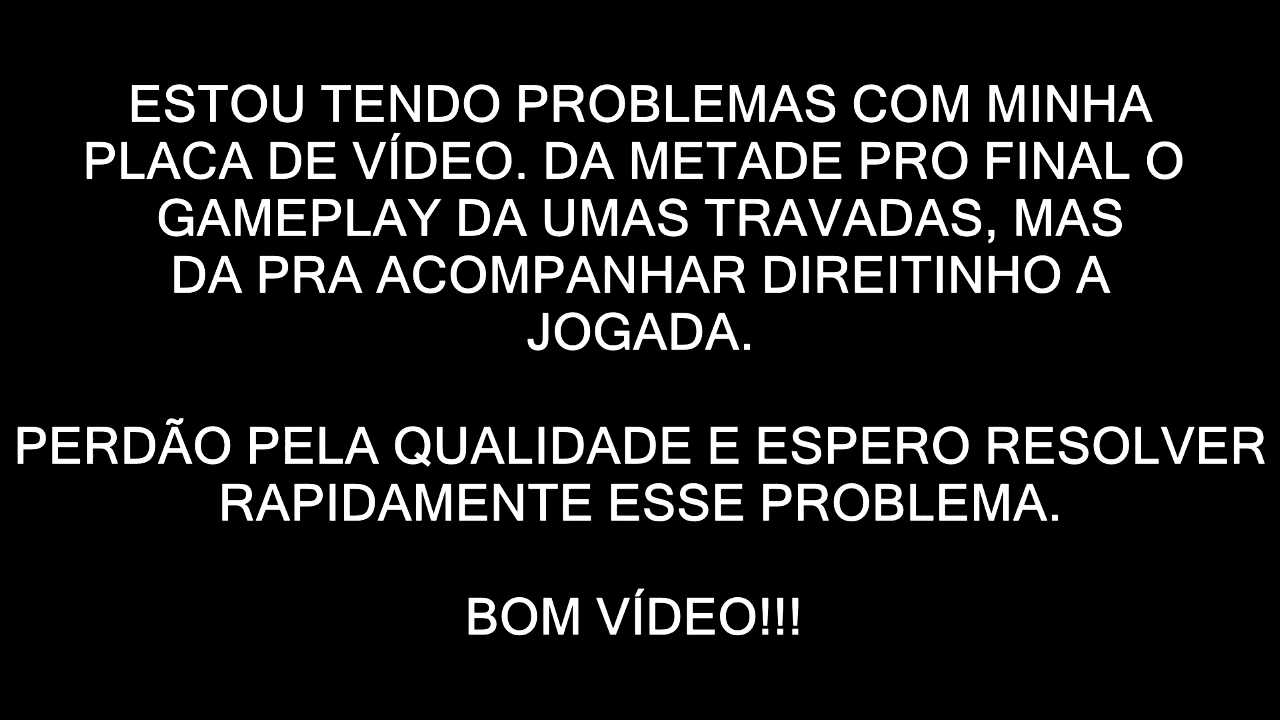 ESTOU TENDO PROBLEMAS COM MINHA
PLACA DE VÍDEO. DA METADE PRO FINAL O
GAMEPLAY DA UMAS TRAVADAS, MAS
DA PRA ACOMPANHAR DIREITINHO A
JOGADA.
PERDÃO PELA QUALIDADE E ESPERO RESOLVER
RAPIDAMENTE ESSE PROBLEMA.
BOM VÍDEO!!!